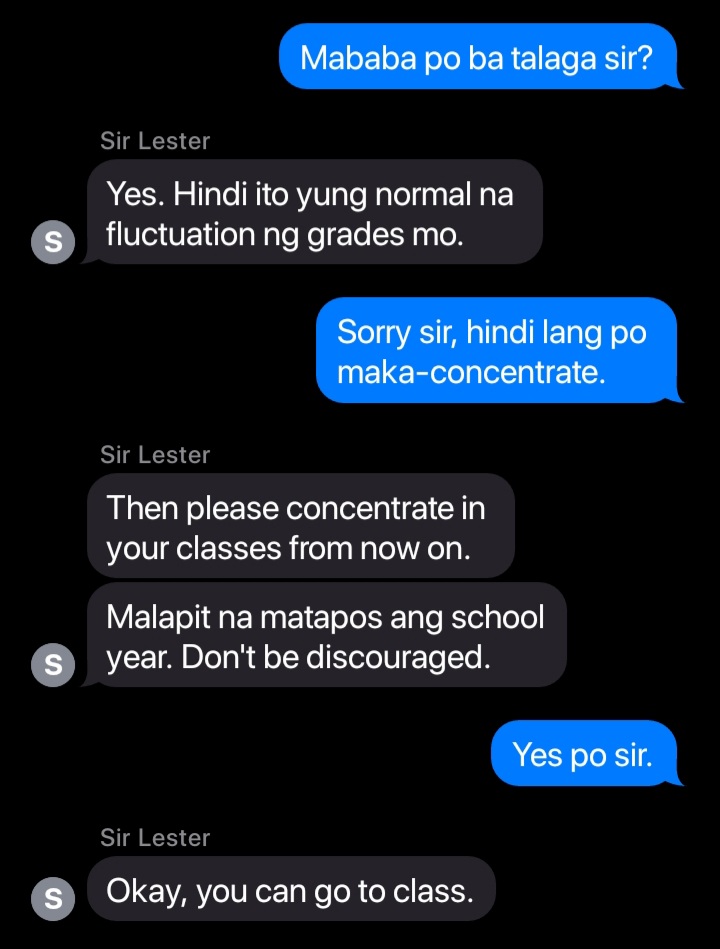 Mababa po ba talaga sir?
Sir Lester
Yes. Hindi ito yung normal na
fluctuation ng grades mo.
S
Sorry sir, hindi lang po
maka-concentrate.
Sir Lester
Then please concentrate in
your classes from now on.
Malapit na matapos ang school
year. Don't be discouraged.
S
Yes po sir.
Sir Lester
Okay, you can go to class.
S